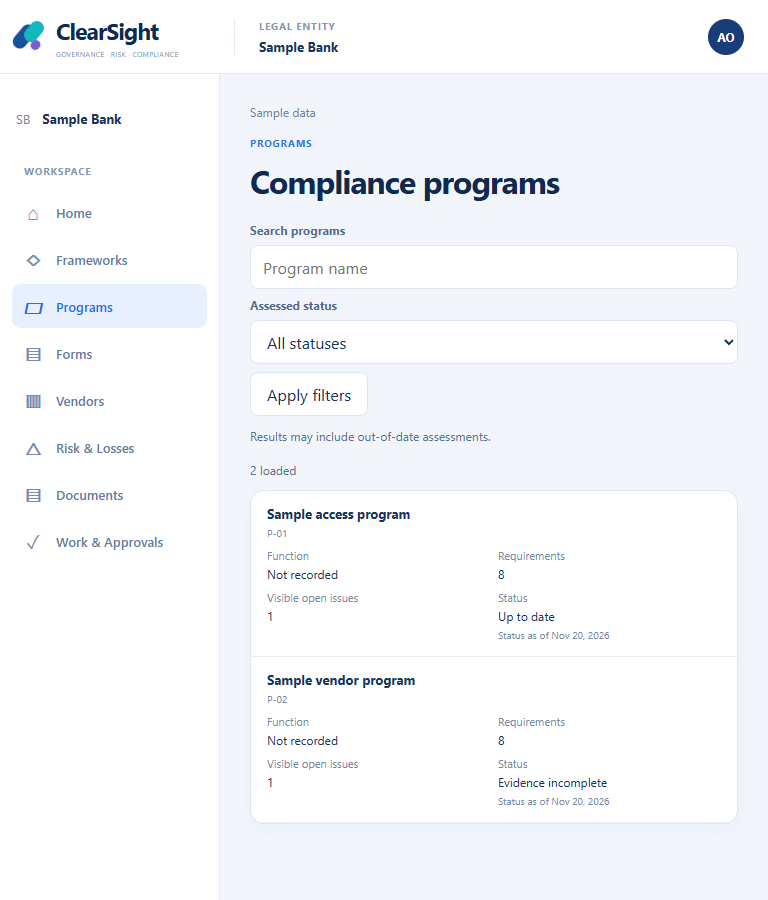 ClearSight
GOVERNANCE · RISK · COMPLIANCE
LEGAL ENTITY
Sample Bank
AO
SB Sample Bank
WORKSPACE
Home
Frameworks
Programs
Forms
Vendors
Risk & Losses
Documents
Work & Approvals
Sample data
PROGRAMS
Compliance programs
Search programs
Program name
Assessed status
All statuses
Apply filters
Results may include out-of-date assessments.
2 loaded
Sample access program
P-01
Function Requirements
Not recorded 8
Visible open issues Status
1 Up to date
Status as of Nov 20, 2026
Sample vendor program
P-02
Function Requirements
Not recorded 8
Visible open issues Status
1 Evidence incomplete
Status as of Nov 20, 2026